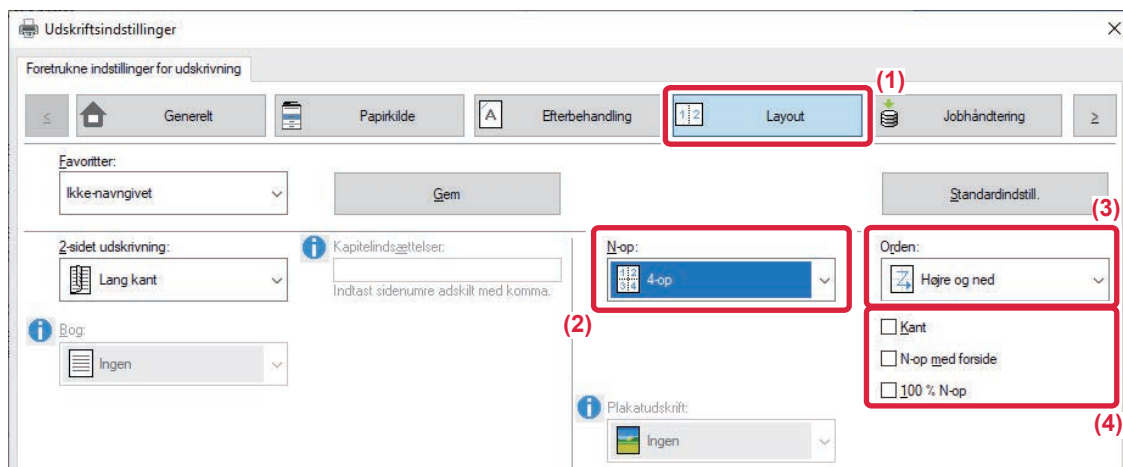 Udskriftsindstillinger
Foretrukne indstillinger for udskrivning
(1)
< Generelt Papirkilde Efterbehandling Layout Jobhåndtering >
Favoritter:
Ikke-navngivet Gem Standardindstill.
(3)
2-sidet udskrivning: Kapitelindsættelser: N-op: Orden:
Lang kant 4-op Højre og ned
Indtast sidenumre adskilt med komma.
(2)
Bog: Kant
Ingen N-op med forside
100 % N-op
Plakatudskrift:
(4)
Ingen